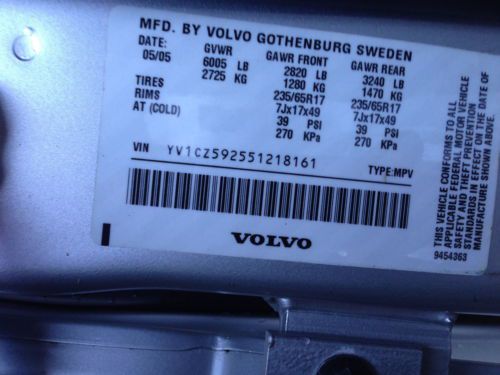 MFD. BY VOLVO GOTHENBURG SWEDEN
DATE: GVWR GAWR FRONT GAWR REAR
05/05 6005 LB 2820 LB 3240 LB
2725 KG 1280 KG 1470 KG
TIRES 235/65R17 235/65R17
RIMS 7Jx17x49 7Jx17x49
AT (COLD) 39 PSI 39 PSI
270 KPa 270 KPa
VIN YV1CZ592551218161 TYPE:MPV
VOLVO
THIS VEHICLE CONFORMS TO ALL
APPLICABLE FEDERAL MOTOR VEHICLE
SAFETY AND THEFT PREVENTION
STANDARDS IN EFFECT ON THE DATE OF
MANUFACTURE SHOWN ABOVE.
9454363